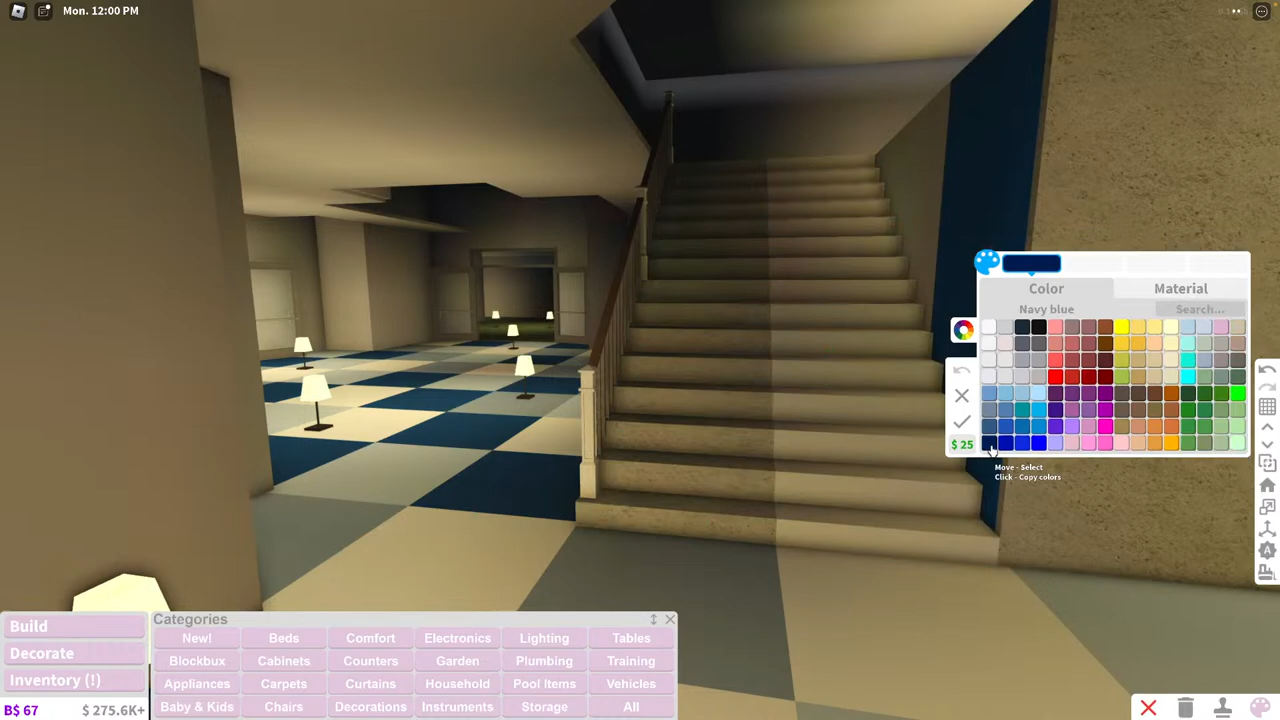 Mon. 12:00 PM
Color
Material
Navy blue
Search...
$ 25
Move - Select
Click - Copy colors
Build
Decorate
Inventory (!)
B$ 67
$ 275.6K+
Categories
New!
Beds
Comfort
Electronics
Lighting
Tables
Blockbux
Cabinets
Counters
Garden
Plumbing
Training
Appliances
Carpets
Curtains
Household
Pool Items
Vehicles
Baby & Kids
Chairs
Decorations
Instruments
Storage
All
A